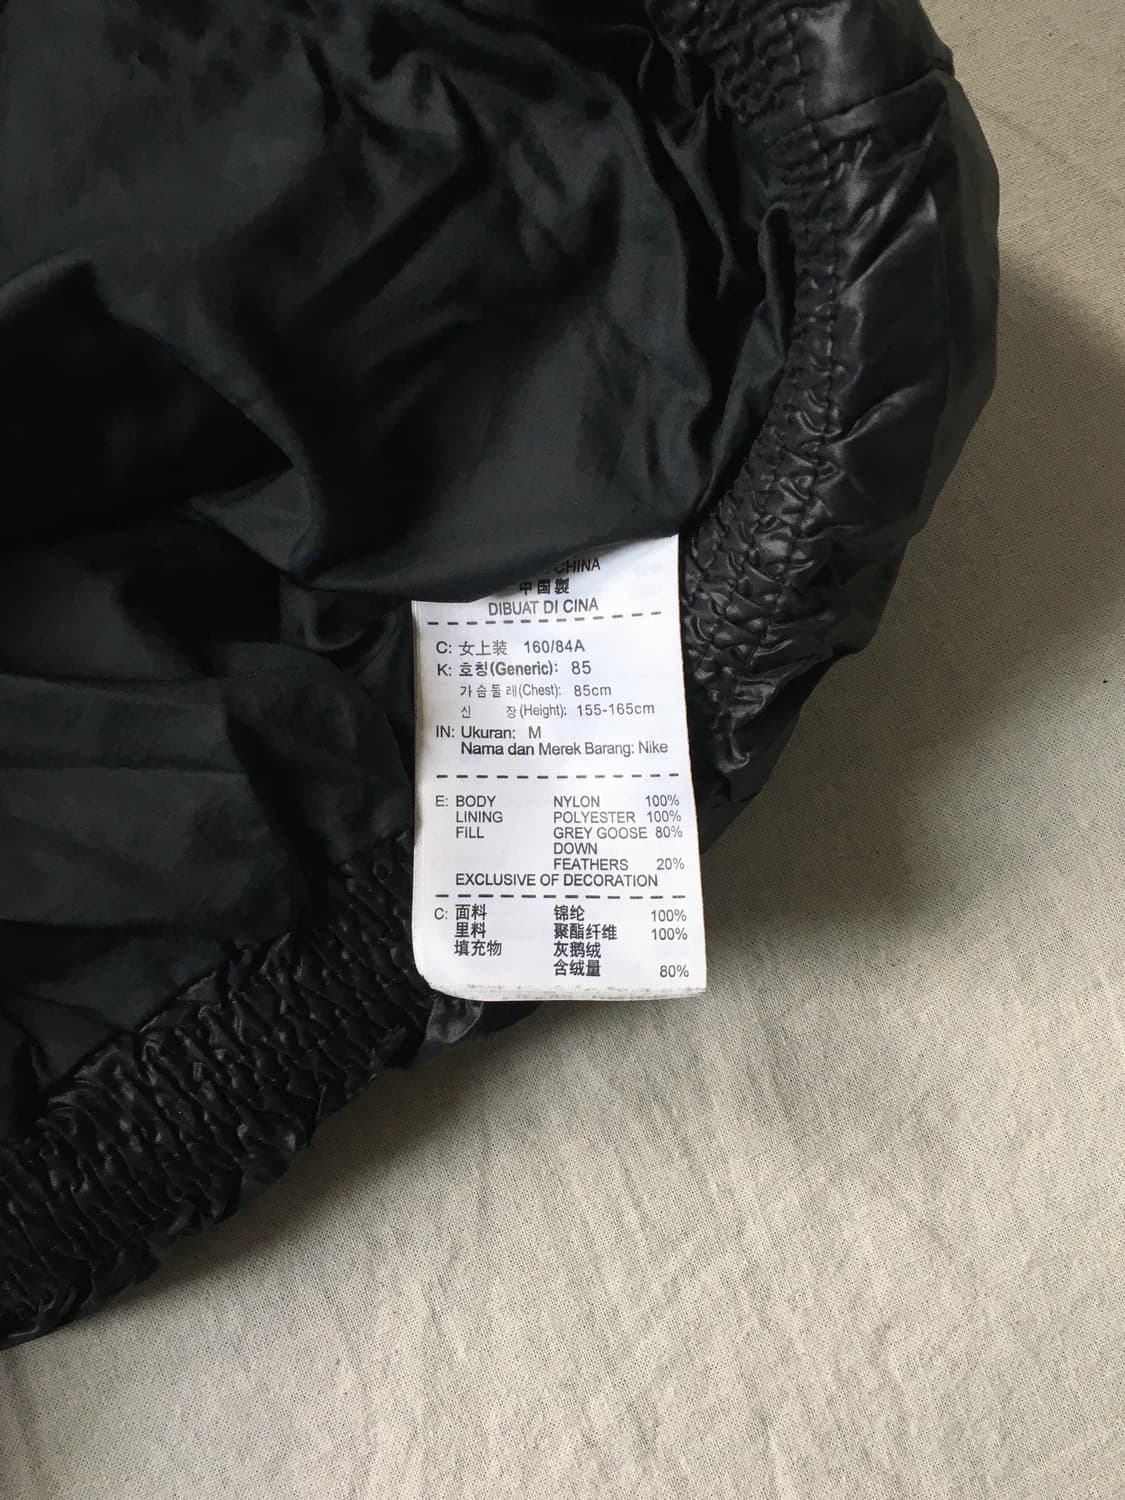 CHINA
中国製
DIBUAT DI CINA
C: 女上装 160/84A
K: 호칭(Generic): 85
가슴둘레(Chest): 85cm
신 장(Height): 155-165cm
IN: Ukuran: M
Nama dan Merek Barang: Nike
E: BODY NYLON 100%
LINING POLYESTER 100%
FILL GREY GOOSE 80%
DOWN
FEATHERS 20%
EXCLUSIVE OF DECORATION
C: 面料 锦纶 100%
里料 聚酯纤维 100%
填充物 灰鹅绒
含绒量 80%